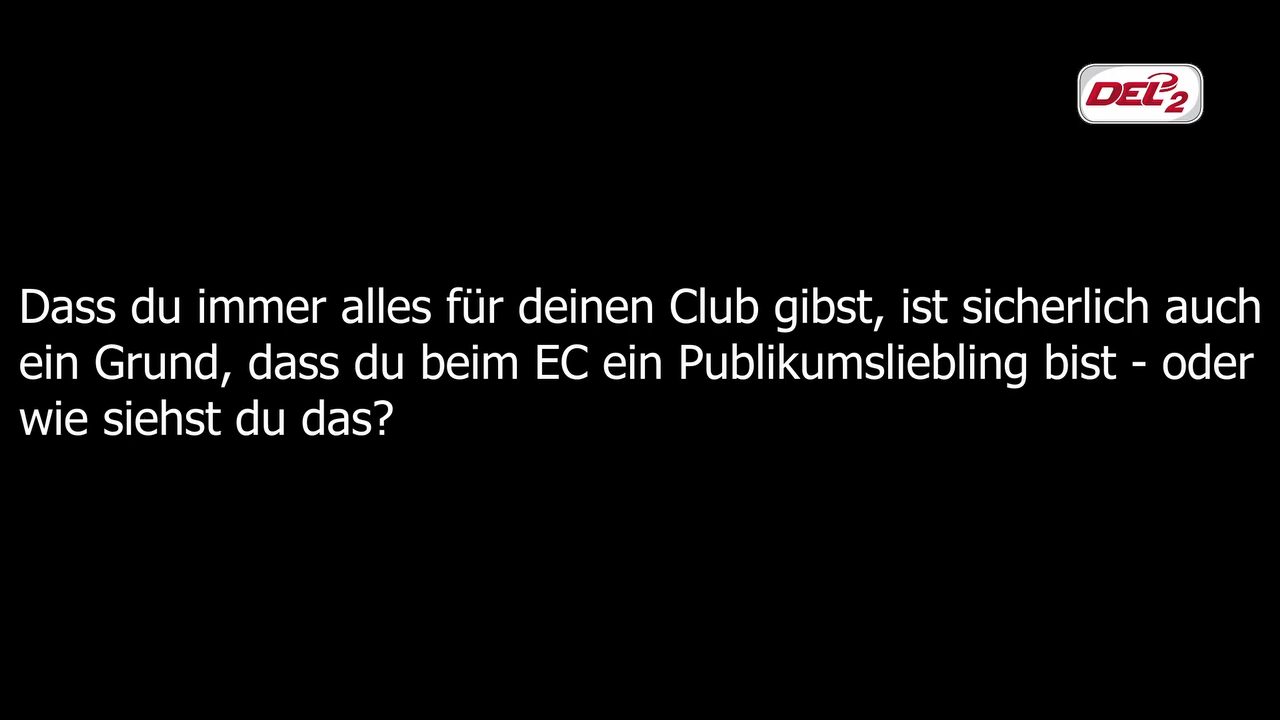 DEL2
Dass du immer alles für deinen Club gibst, ist sicherlich auch
ein Grund, dass du beim EC ein Publikumsliebling bist - oder
wie siehst du das?